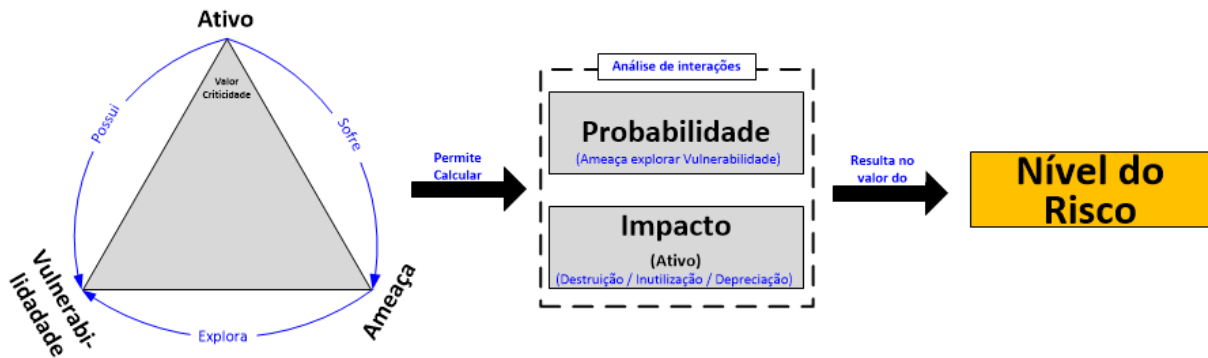 Ativo
Valor
Criticidade
Possui
Sofre
Vulnerabi-
lidadade
Ameaça
Explora
Permite
Calcular
Análise de interações
Probabilidade
(Ameaça explorar Vulnerabilidade)
Impacto
(Ativo)
(Destruição / Inutilização / Depreciação)
Resulta no
valor do
Nível do
Risco